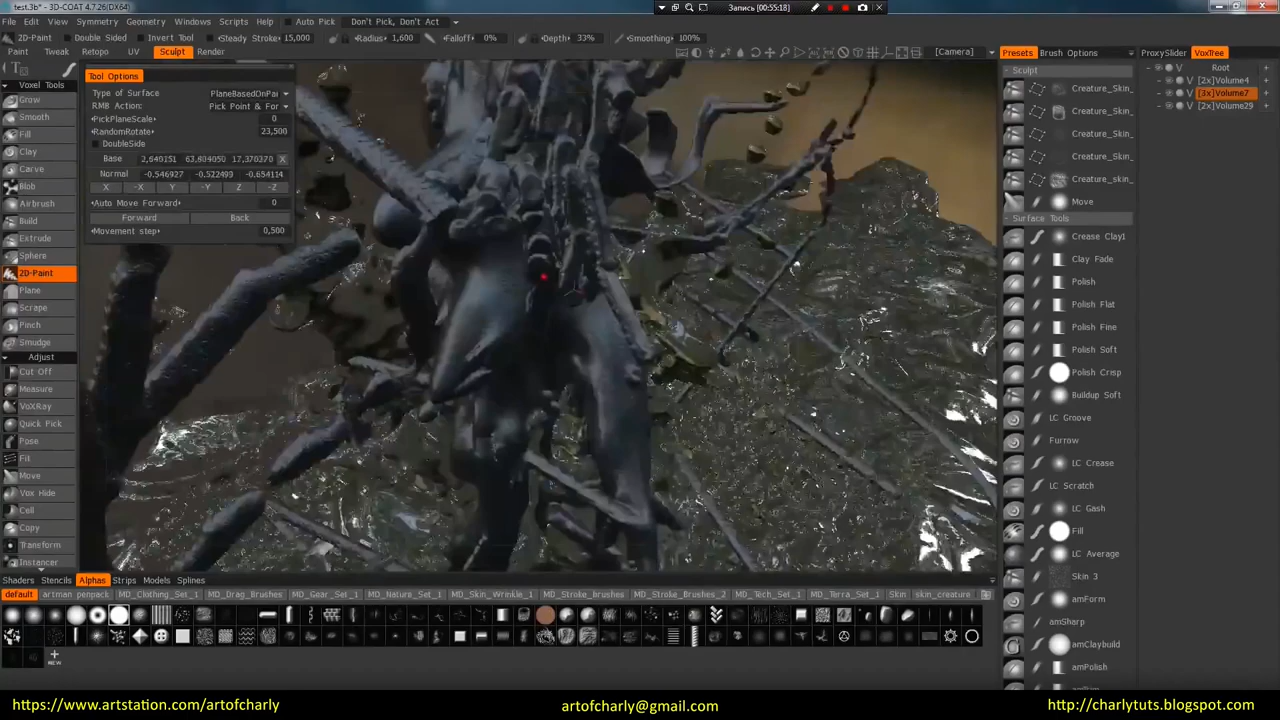 test.3b* - 3D-COAT 4.7.26(DX64)
Запись [00:55:18]
File Edit View Symmetry Geometry Windows Scripts Help Auto Pick Don't Pick, Don't Act
2D-Paint Double Sided Invert Tool Steady Stroke: 15,000 Radius: 1,600 Falloff: 0% Depth: 33% Smoothing: 100%
Paint Tweak Retopo UV Sculpt Render [Camera]
Presets Brush Options
ProxySlider VoxTree
Voxel Tools
Grow
Smooth
Fill
Clay
Carve
Blob
Airbrush
Build
Extrude
Sphere
2D-Paint
Plane
Scrape
Pinch
Smudge
Adjust
Cut Off
Measure
VoXRay
Quick Pick
Pose
Fit
Move
Vox Hide
Cell
Copy
Transform
Instancer
Tool Options
Type of Surface PlaneBasedOnPai
RMB Action: Pick Point & For
PickPlaneScale: 0
RandomRotate: 23,500
DoubleSide
Base 2,640151 63,804050 17,370370 X
Normal -0.546927 -0.522499 -0.654114
X -X Y -Y Z -Z
Auto Move Forward: 0
Forward Back
Movement step: 0,500
Sculpt
Creature_Skin_
Creature_Skin_
Creature_Skin_
Creature_Skin_
Creature_skin_
Move
Surface Tools
Crease Clay1
Clay Fade
Polish
Polish Flat
Polish Fine
Polish Soft
Polish Crisp
Buildup Soft
LC Groove
Furrow
LC Crease
LC Scratch
LC Gash
Fill
LC Average
Skin 3
amForm
amSharp
amClaybuild
amPolish
Root
V [2x]Volume4
V [3x]Volume7
V [2x]Volume29
Shaders Stencils Alphas Strips Models Splines
default artman penpack MD_Clothing_Set_1 MD_Drag_Brushes MD_Gear_Set_1 MD_Nature_Set_1 MD_Skin_Wrinkle_1 MD_Stroke_brushes MD_Stroke_Brushes_2 MD_Tech_Set_1 MD_Terra_Set_1 Skin skin_creature
NEW
https://www.artstation.com/artofcharly
artofcharly@gmail.com
http://charlytuts.blogspot.com